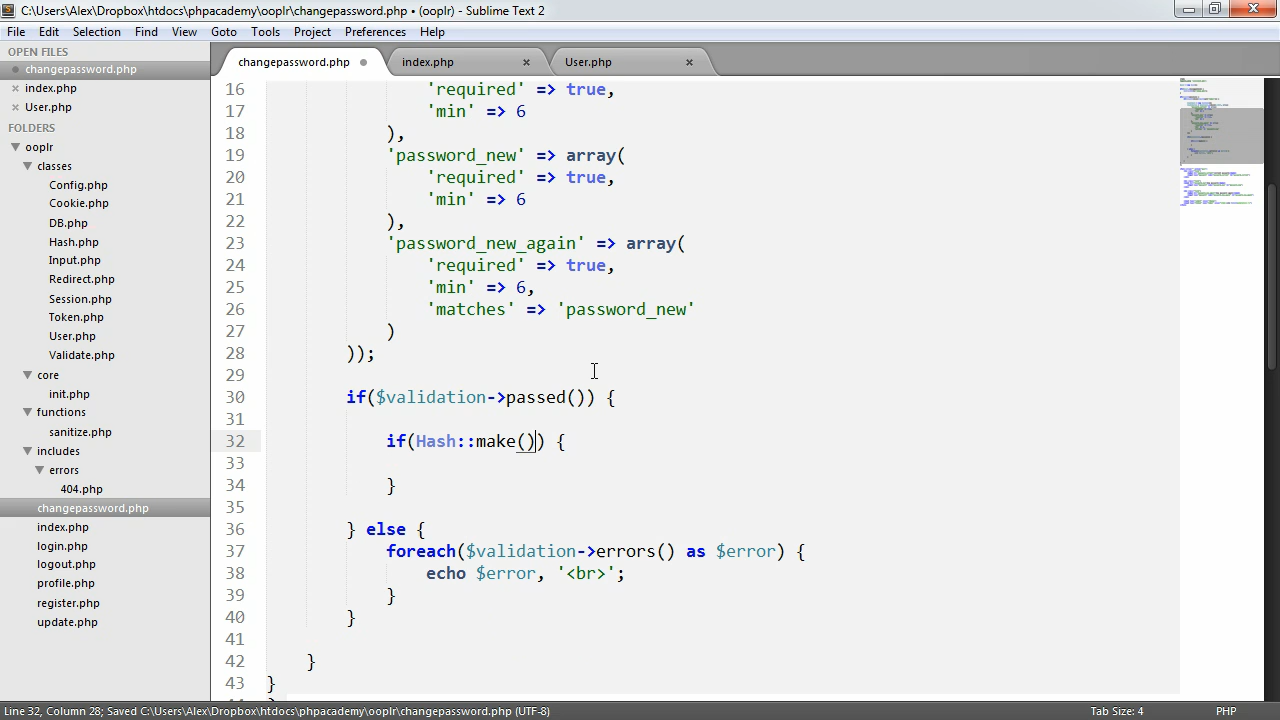 C:\Users\Alex\Dropbox\htdocs\phpacademy\ooplr\changepassword.php • (ooplr) - Sublime Text 2
File Edit Selection Find View Goto Tools Project Preferences Help
OPEN FILES
changepassword.php
index.php
User.php
FOLDERS
ooplr
classes
Config.php
Cookie.php
DB.php
Hash.php
Input.php
Redirect.php
Session.php
Token.php
User.php
Validate.php
core
init.php
functions
sanitize.php
includes
errors
404.php
changepassword.php
index.php
login.php
logout.php
profile.php
register.php
update.php
changepassword.php index.php User.php
16 'required' => true,
17 'min' => 6
18 ),
19 'password_new' => array(
20 'required' => true,
21 'min' => 6
22 ),
23 'password_new_again' => array(
24 'required' => true,
25 'min' => 6,
26 'matches' => 'password_new'
27 )
28 ));
29
30 if($validation->passed()) {
31
32 if(Hash::make()) {
33
34 }
35
36 } else {
37 foreach($validation->errors() as $error) {
38 echo $error, '<br>';
39 }
40 }
41
42 }
43 }
Line 32, Column 28; Saved C:\Users\Alex\Dropbox\htdocs\phpacademy\ooplr\changepassword.php (UTF-8) Tab Size: 4 PHP